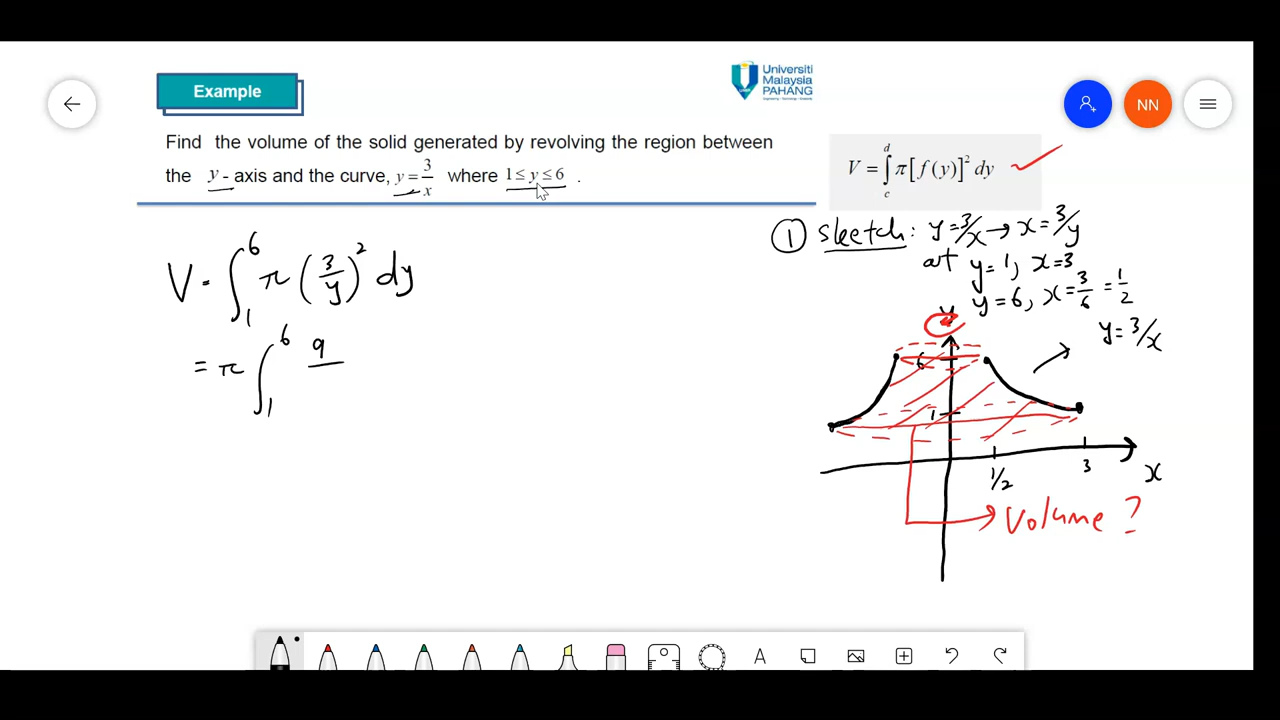 Example
Universiti
Malaysia
PAHANG
NN
Find the volume of the solid generated by revolving the region between
the y - axis and the curve, y = 3/x where 1 ≤ y ≤ 6 .
V = ∫_c^d π[f(y)]² dy
① Sketch: y = 3/x → x = 3/y
at y = 1, x = 3
y = 6, x = 3/6 = 1/2
V = ∫_1^6 π (3/y)² dy
= π ∫_1^6 9
y
y = 3/x
6
1
1/2
3
x
Volume ?
A